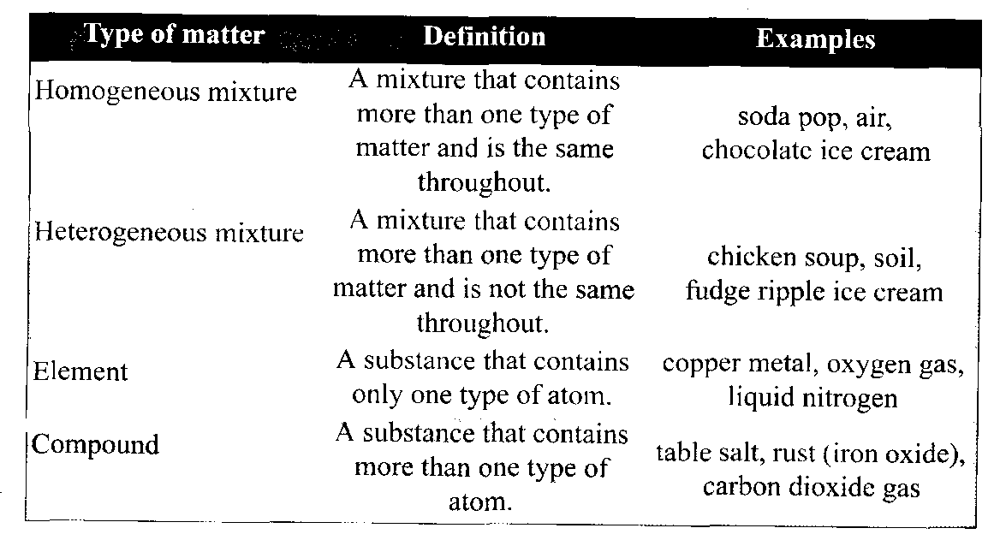 Type of matter Definition Examples
Homogeneous mixture
A mixture that contains
more than one type of
matter and is the same
throughout.
soda pop, air,
chocolate ice cream
Heterogeneous mixture
A mixture that contains
more than one type of
matter and is not the same
throughout.
chicken soup, soil,
fudge ripple ice cream
Element
A substance that contains
only one type of atom.
copper metal, oxygen gas,
liquid nitrogen
Compound
A substance that contains
more than one type of
atom.
table salt, rust (iron oxide),
carbon dioxide gas